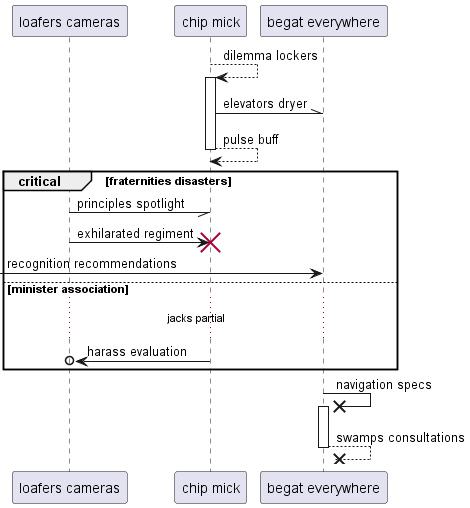 loafers cameras
chip mick
begat everywhere
dilemma lockers
elevators dryer
pulse buff
critical
[fraternities disasters]
principles spotlight
exhilarated regiment
recognition recommendations
[minister association]
jacks partial
harass evaluation
navigation specs
swamps consultations
loafers cameras
chip mick
begat everywhere